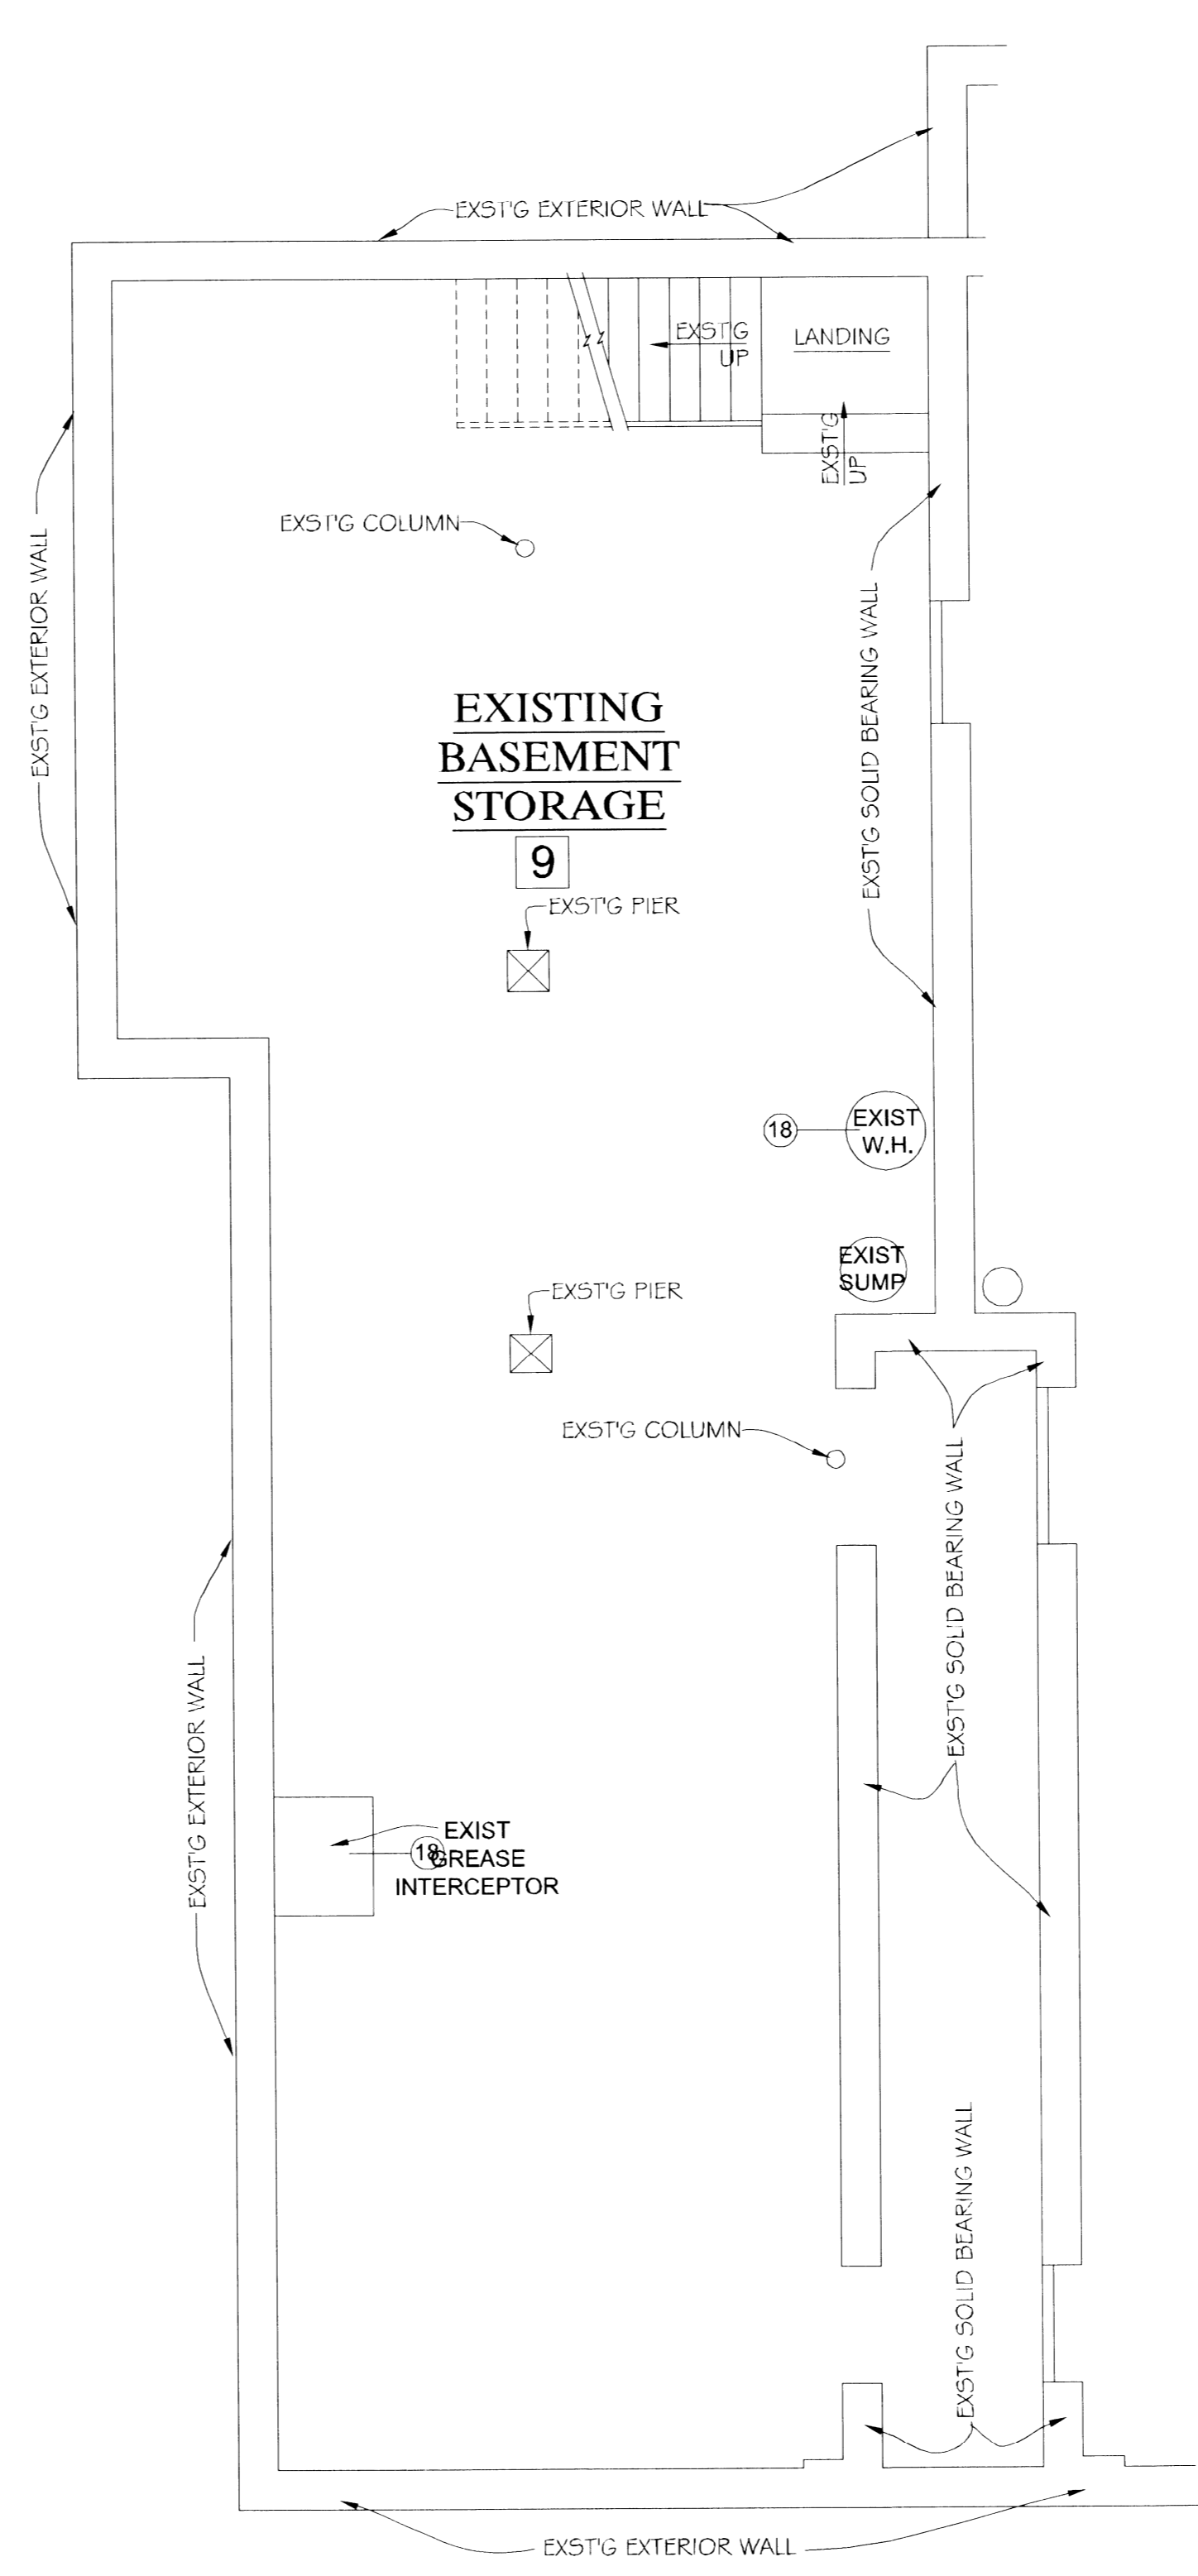 EXST'G EXTERIOR WALL
EXST'G
UP
LANDING
EXST'G
UP
EXST'G COLUMN
EXST'G EXTERIOR WALL
EXST'G SOLID BEARING WALL
EXISTING
BASEMENT
STORAGE
9
EXST'G PIER
18
EXIST
W.H.
EXIST
SUMP
EXST'G PIER
EXST'G COLUMN
EXST'G SOLID BEARING WALL
EXST'G EXTERIOR WALL
EXIST
18
GREASE
INTERCEPTOR
EXST'G SOLID BEARING WALL
EXST'G EXTERIOR WALL